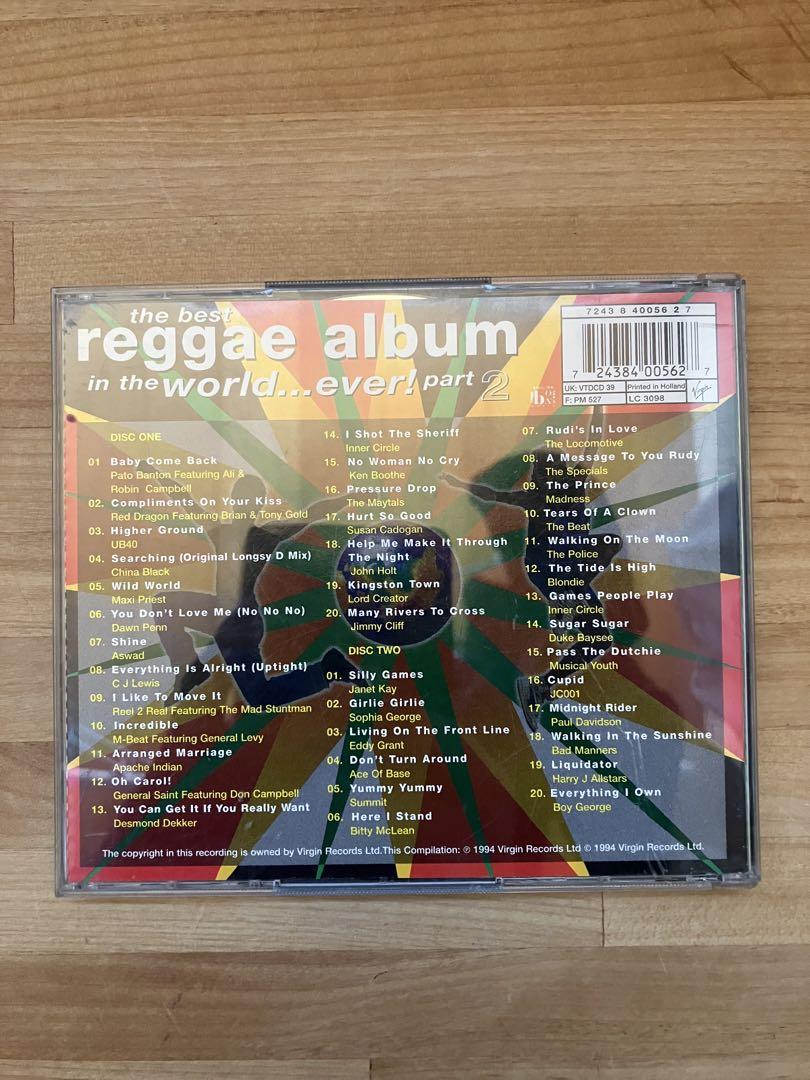 the best
reggae album
in the world...ever! part 2
7243 8 40056 2 7
7 24384 00562 7
UK: VTDCD 39
Printed in Holland
F: PM 527
LC 3098
Virgin
DISC ONE
01 Baby Come Back
Pato Banton Featuring Ali &
Robin Campbell
02. Compliments On Your Kiss
Red Dragon Featuring Brian & Tony Gold
03. Higher Ground
UB40
04. Searching (Original Longsy D Mix)
China Black
05. Wild World
Maxi Priest
06. You Don't Love Me (No No No)
Dawn Penn
07. Shine
Aswad
08. Everything Is Alright (Uptight)
C J Lewis
09. I Like To Move It
Reel 2 Real Featuring The Mad Stuntman
10. Incredible
M-Beat Featuring General Levy
11. Arranged Marriage
Apache Indian
12. Oh Carol!
General Saint Featuring Don Campbell
13. You Can Get It If You Really Want
Desmond Dekker
14. I Shot The Sheriff
Inner Circle
15. No Woman No Cry
Ken Boothe
16. Pressure Drop
The Maytals
17. Hurt So Good
Susan Cadogan
18. Help Me Make It Through
The Night
John Holt
19. Kingston Town
Lord Creator
20. Many Rivers To Cross
Jimmy Cliff
DISC TWO
01. Silly Games
Janet Kay
02. Girlie Girlie
Sophia George
03. Living On The Front Line
Eddy Grant
04. Don't Turn Around
Ace Of Base
05. Yummy Yummy
Summit
06. Here I Stand
Bitty McLean
07. Rudi's In Love
The Locomotive
08. A Message To You Rudy
The Specials
09. The Prince
Madness
10. Tears Of A Clown
The Beat
11. Walking On The Moon
The Police
12. The Tide Is High
Blondie
13. Games People Play
Inner Circle
14. Sugar Sugar
Duke Baysee
15. Pass The Dutchie
Musical Youth
16. Cupid
JC001
17. Midnight Rider
Paul Davidson
18. Walking In The Sunshine
Bad Manners
19. Liquidator
Harry J Allstars
20. Everything I Own
Boy George
The copyright in this recording is owned by Virgin Records Ltd.This Compilation: ℗ 1994 Virgin Records Ltd © 1994 Virgin Records Ltd.